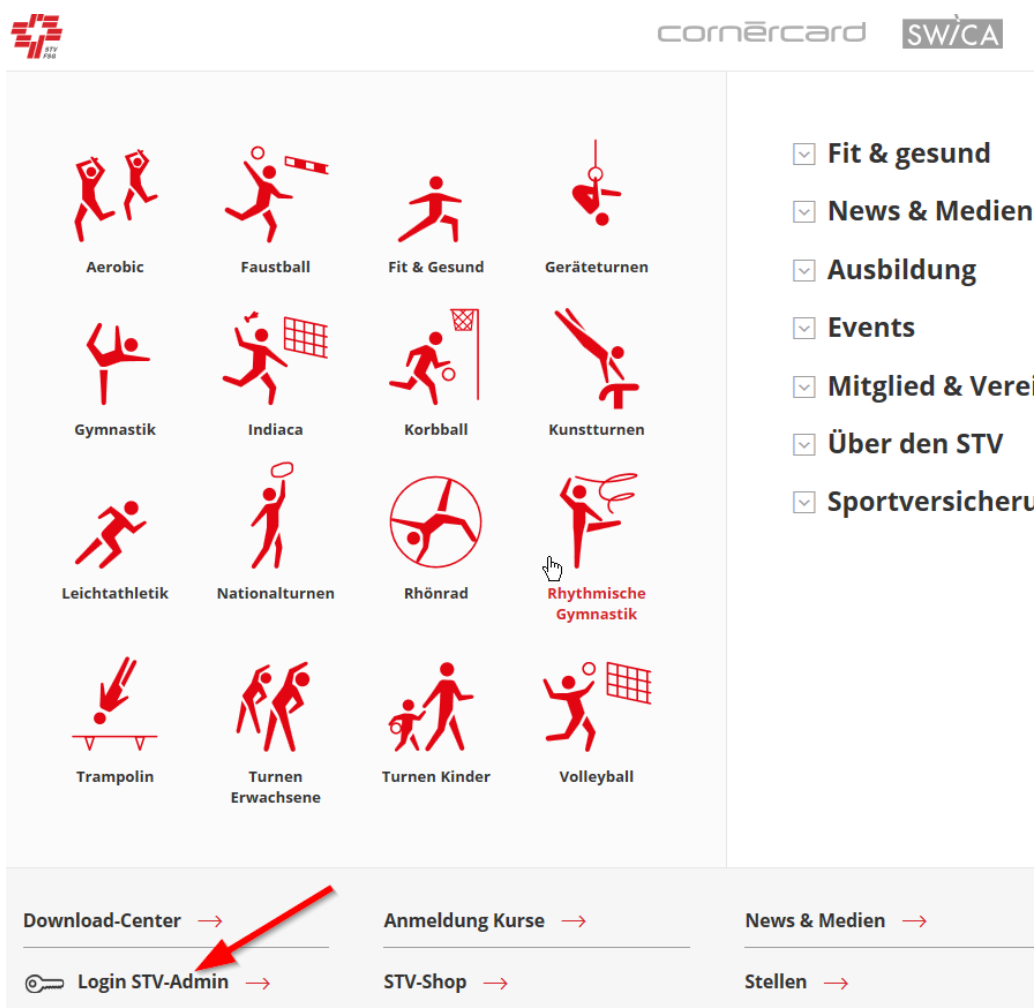 STV
FSG
cornèrcard
SWICA
Aerobic
Faustball
Fit & Gesund
Geräteturnen
Gymnastik
Indiaca
Korbball
Kunstturnen
Leichtathletik
Nationalturnen
Rhönrad
Rhythmische
Gymnastik
Trampolin
Turnen
Erwachsene
Turnen Kinder
Volleyball
Fit & gesund
News & Medien
Ausbildung
Events
Mitglied & Verei
Über den STV
Sportversicheru
Download-Center
Anmeldung Kurse
News & Medien
Login STV-Admin
STV-Shop
Stellen